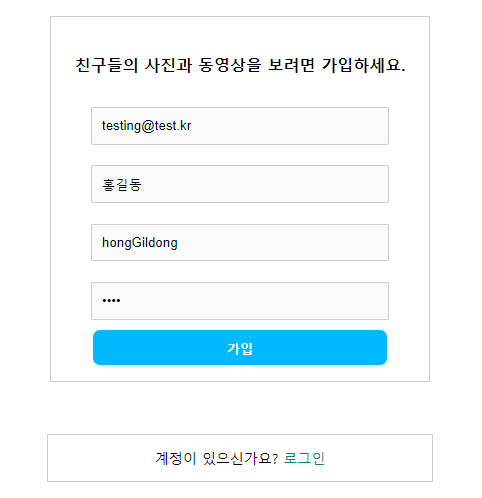 친구들의 사진과 동영상을 보려면 가입하세요.
testing@test.kr
홍길동
hongGildong
••••
가입
계정이 있으신가요? 로그인